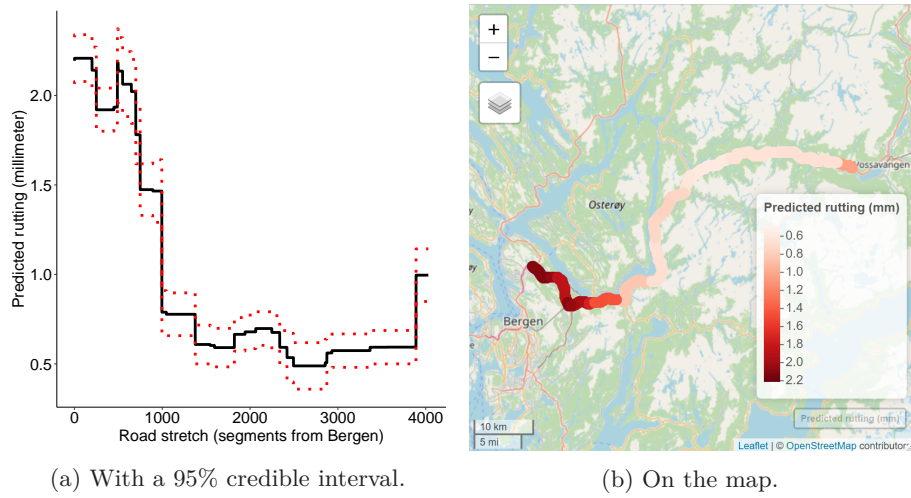 Predicted rutting (millimeter)
2.0
1.5
1.0
0.5
0
1000
2000
3000
4000
Road stretch (segments from Bergen)
(a) With a 95% credible interval.
+
−
Osterøy
Vossavangen
Bergen
Predicted rutting (mm)
0.6
0.8
1.0
1.2
1.4
1.6
1.8
2.0
2.2
Predicted rutting (mm)
10 km
5 mi
Leaflet | © OpenStreetMap contributor
(b) On the map.